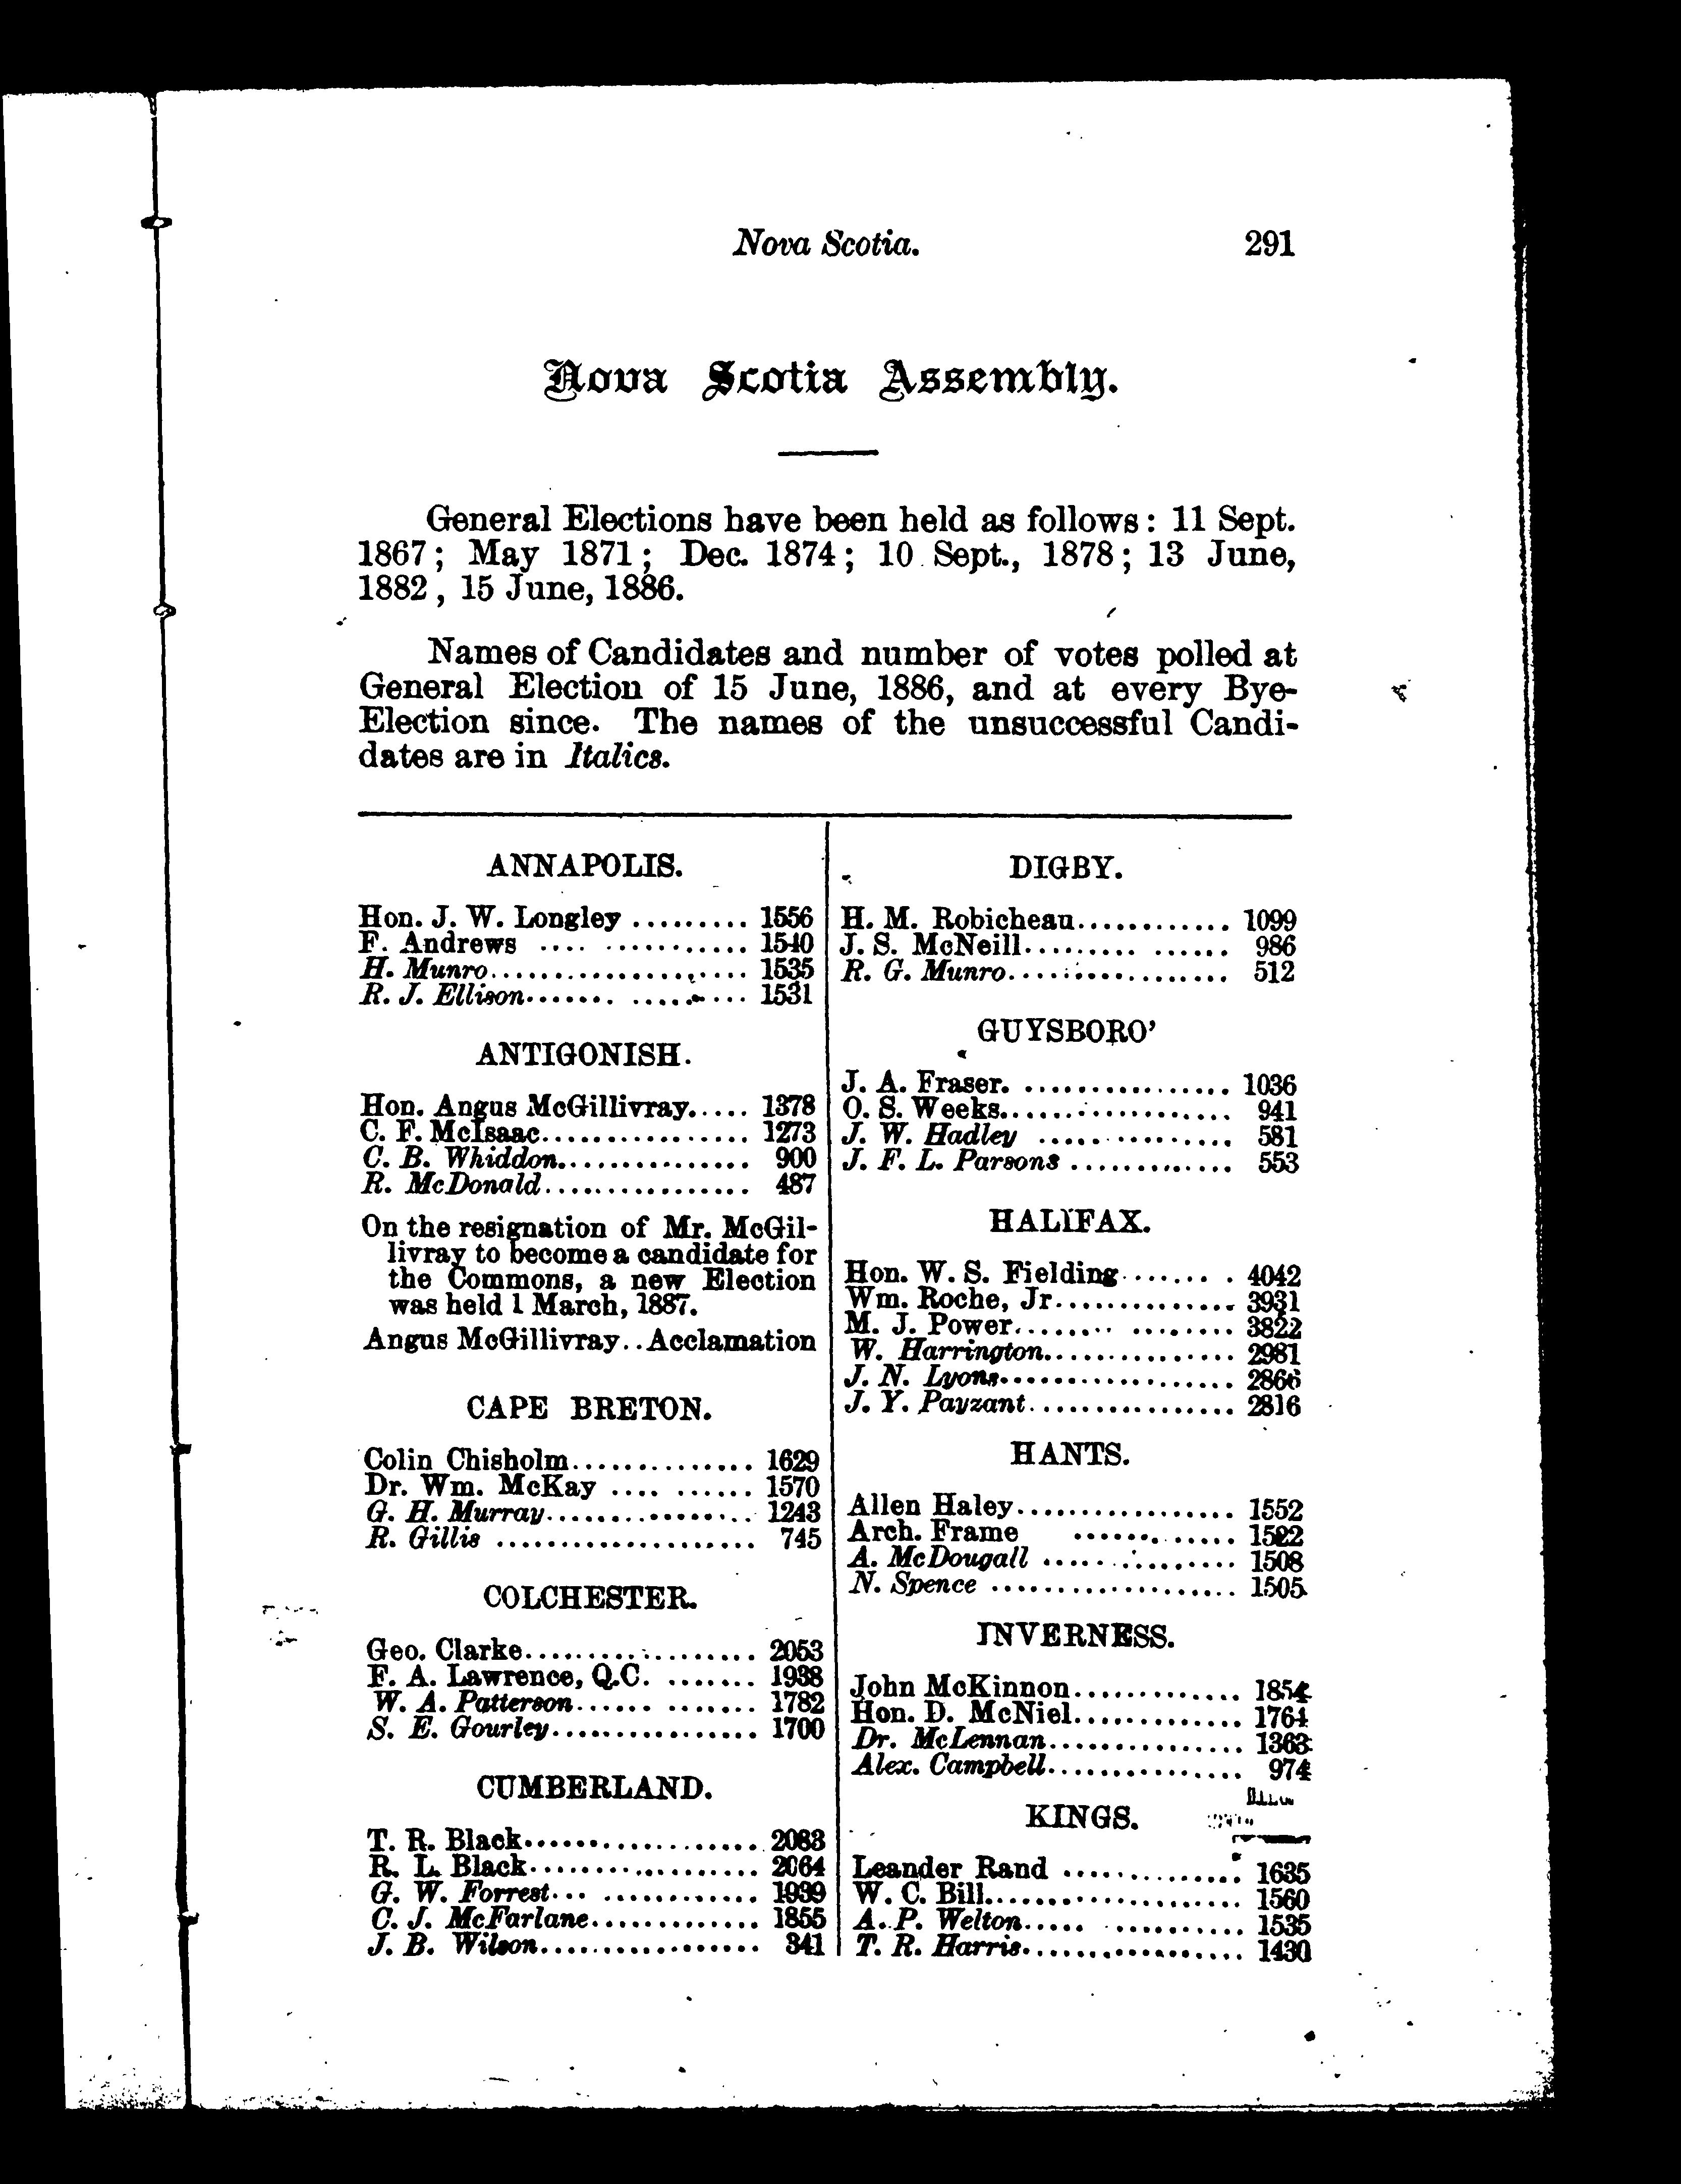 Nova Scotia. 291
Nova Scotia Assembly.
General Elections have been held as follows: 11 Sept.
1867; May 1871; Dec. 1874; 10 Sept., 1878; 13 June,
1882, 15 June, 1886.
Names of Candidates and number of votes polled at
General Election of 15 June, 1886, and at every Bye-
Election since. The names of the unsuccessful Candi-
dates are in Italics.
ANNAPOLIS.
Hon. J. W. Longley ......... 1556
F. Andrews .... ........... 1540
H. Munro..................... 1535
R. J. Ellison....... ......... 1531
ANTIGONISH.
Hon. Angus McGillivray..... 1378
C. F. McIsaac................ 1273
C. B. Whiddon............... 900
R. McDonald................ 487
On the resignation of Mr. McGil-
livray to become a candidate for
the Commons, a new Election
was held 1 March, 1887.
Angus McGillivray..Acclamation
CAPE BRETON.
Colin Chisholm.............. 1629
Dr. Wm. McKay .... ...... 1570
G. H. Murray................ 1243
R. Gillis .................... 745
COLCHESTER.
Geo. Clarke.................. 2053
F. A. Lawrence, Q.C. ....... 1938
W. A. Patterson...... ....... 1782
S. E. Gourley................ 1700
CUMBERLAND.
T. R. Black................... 2083
R. L. Black.................. 2064
G. W. Forrest... ............ 1939
C. J. McFarlane............. 1855
J. B. Wilson................. 341
DIGBY.
H. M. Robicheau............ 1099
J. S. McNeill......... ...... 986
R. G. Munro................. 512
GUYSBORO'
J. A. Fraser. ................ 1036
O. S. Weeks.................. 941
J. W. Hadley ............... 581
J. F. L. Parsons ............. 553
HALIFAX.
Hon. W. S. Fielding........ . 4042
Wm. Roche, Jr.............. 3931
M. J. Power........ ........ 3822
W. Harrington............... 2981
J. N. Lyons.................. 2866
J. Y. Payzant................ 2816
HANTS.
Allen Haley................. 1552
Arch. Frame ............. 1522
A. McDougall ............... 1508
N. Spence ................... 1505
INVERNESS.
John McKinnon............. 1854
Hon. D. McNiel............. 1764
Dr. McLennan............... 1363
Alex. Campbell............... 974
KINGS.
Leander Rand .............. 1635
W. C. Bill.................... 1560
A. P. Welton..... .......... 1535
T. R. Harris................. 1430